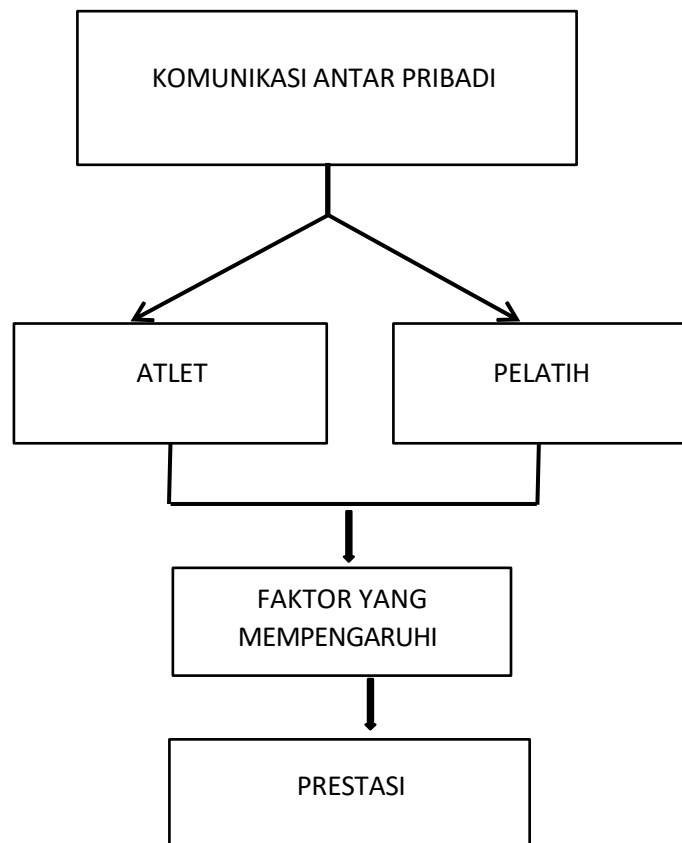 KOMUNIKASI ANTAR PRIBADI
ATLET
PELATIH
FAKTOR YANG
MEMPENGARUHI
PRESTASI